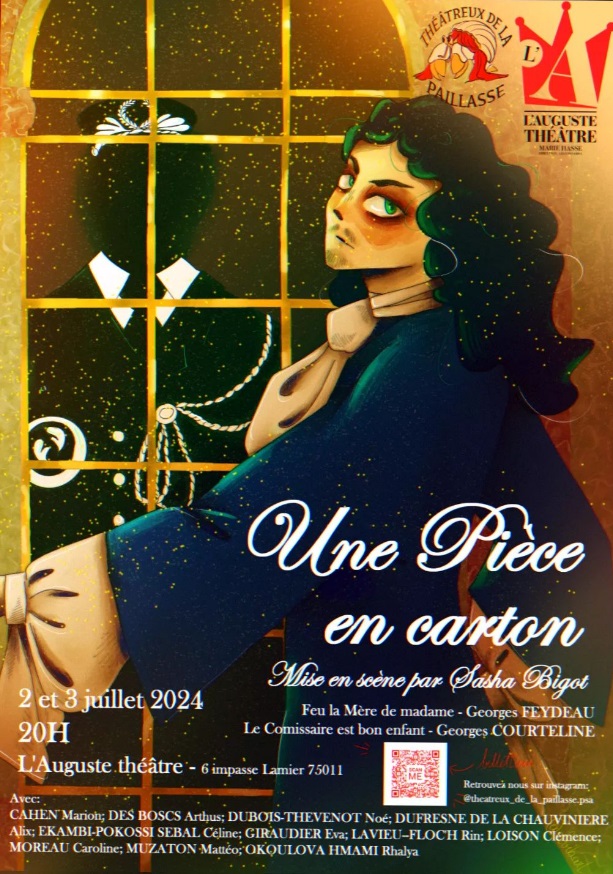 THÉÂTREUX DE LA
PAILLASSE
L'A
L'AUGUSTE
THÉÂTRE
Une Pièce
en carton
Mise en scène par Sasha Bigot
Feu la Mère de madame - Georges FEYDEAU
Le Comissaire est bon enfant - Georges COURTELINE
2 et 3 juillet 2024
20H
L'Auguste théâtre - 6 impasse Lamier 75011
SCAN
ME
Retrouvez nous sur instagram:
@theatreux_de_la_paillasse.psa
Avec:
CAHEN Marion; DES BOSCS Arthus; DUBOIS-THEVENOT Noé; DUFRESNE DE LA CHAUVINIERE
Alix; EKAMBI-POKOSSI SEBAL Céline; GIRAUDIER Eva; LAVIEU-FLOC'H Rin; LOISON Clémence;
MOREAU Caroline; MUZATON Mattéo; OKOULOVA HMAMI Rhalya